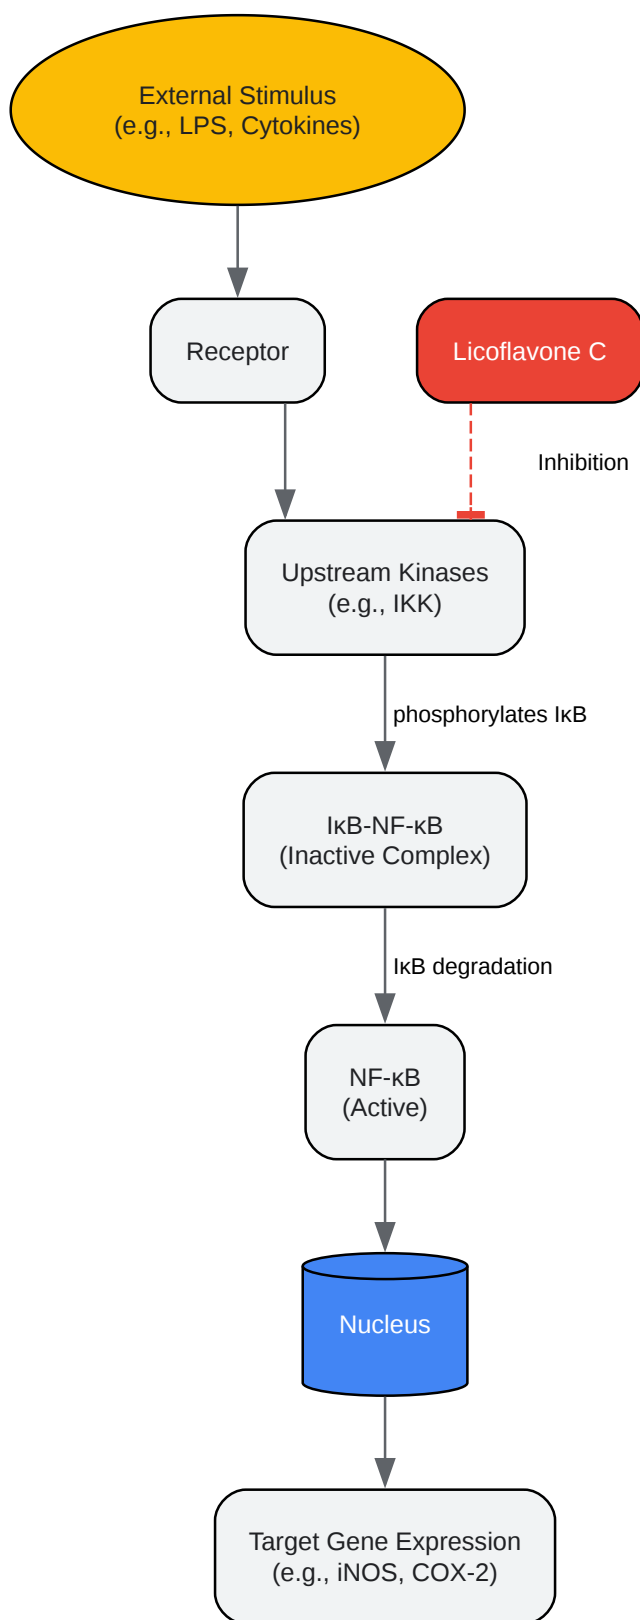 External Stimulus
(e.g., LPS, Cytokines)
Receptor
Licoflavone C
Inhibition
Upstream Kinases
(e.g., IKK)
phosphorylates IκB
IκB-NF-κB
(Inactive Complex)
IκB degradation
NF-κB
(Active)
Nucleus
Target Gene Expression
(e.g., iNOS, COX-2)